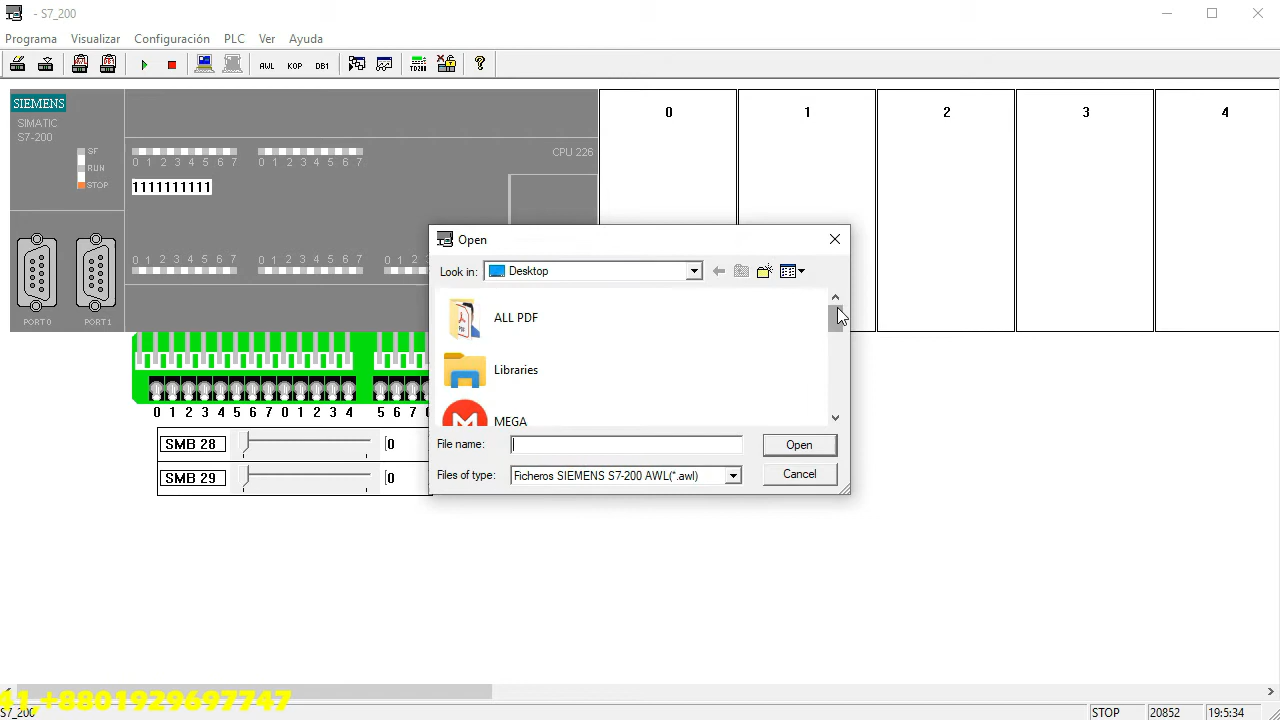 - S7_200
Programa Visualizar Configuración PLC Ver Ayuda
AWL KOP DB1 TD200 ?
0 1 2 3 4
SIEMENS
SIMATIC
S7-200
SF
RUN
STOP
0 1 2 3 4 5 6 7 0 1 2 3 4 5 6 7
CPU 226
1111111111
0 1 2 3 4 5 6 7 0 1 2 3 4 5 6 7 0 1 2
PORT0 PORT1
0 1 2 3 4 5 6 7 0 1 2 3 4 5 6 7
SMB 28 0
SMB 29 0
Open
Look in: Desktop
ALL PDF
Libraries
MEGA
File name: Open
Files of type: Ficheros SIEMENS S7-200 AWL(*.awl) Cancel
41,+8801929697747
S7_200 STOP 20852 19:5:34